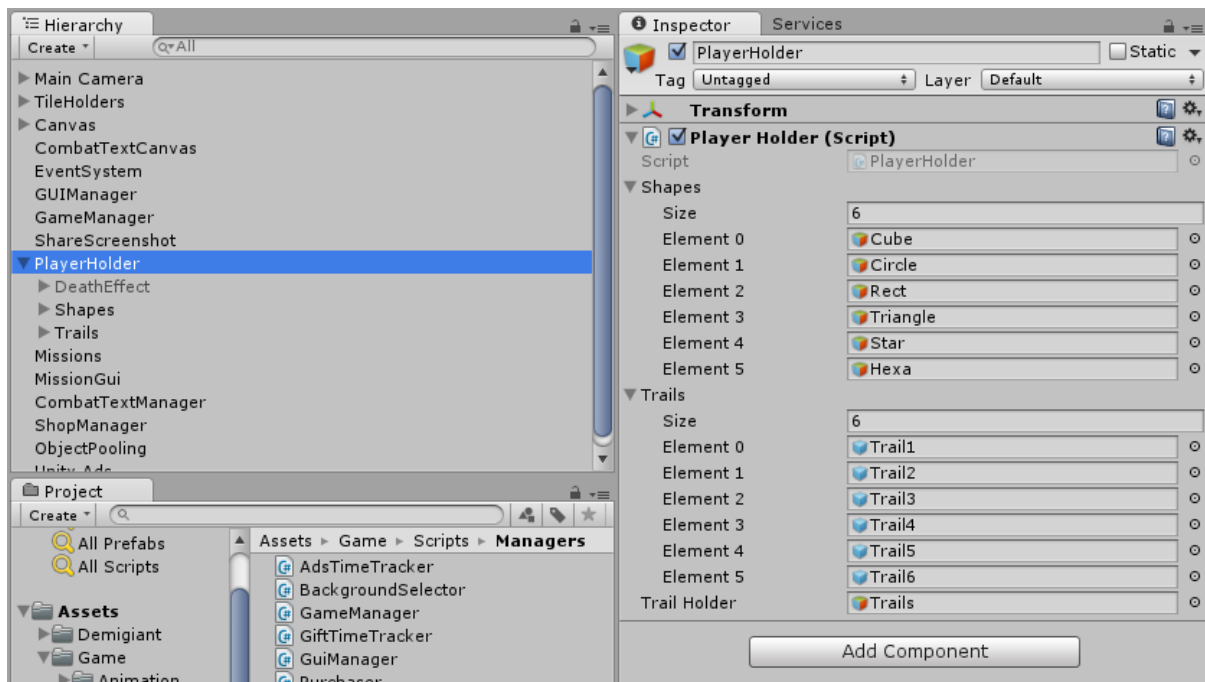 Hierarchy
Create
All
Main Camera
TileHolders
Canvas
CombatTextCanvas
EventSystem
GUIManager
GameManager
ShareScreenshot
PlayerHolder
DeathEffect
Shapes
Trails
Missions
MissionGui
CombatTextManager
ShopManager
ObjectPooling
Unity Ads
Project
Create
All Prefabs
All Scripts
Assets
Demigiant
Game
Animation
Assets Game Scripts Managers
AdsTimeTracker
BackgroundSelector
GameManager
GiftTimeTracker
GuiManager
Purchaser
Inspector Services
PlayerHolder Static
Tag Untagged Layer Default
Transform
Player Holder (Script)
Script PlayerHolder
Shapes
Size 6
Element 0 Cube
Element 1 Circle
Element 2 Rect
Element 3 Triangle
Element 4 Star
Element 5 Hexa
Trails
Size 6
Element 0 Trail1
Element 1 Trail2
Element 2 Trail3
Element 3 Trail4
Element 4 Trail5
Element 5 Trail6
Trail Holder Trails
Add Component